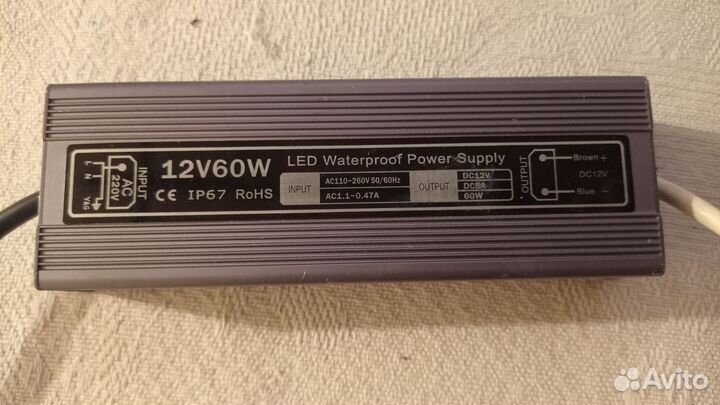 L
N
Y&G
AC
220V
INPUT
12V60W
CE IP67 RoHS
LED Waterproof Power Supply
INPUT
AC110-260V 50/60Hz
AC1.1-0.47A
OUTPUT
DC12V
DC5A
60W
OUTPUT
Brown +
DC12V
Blue -
Avito